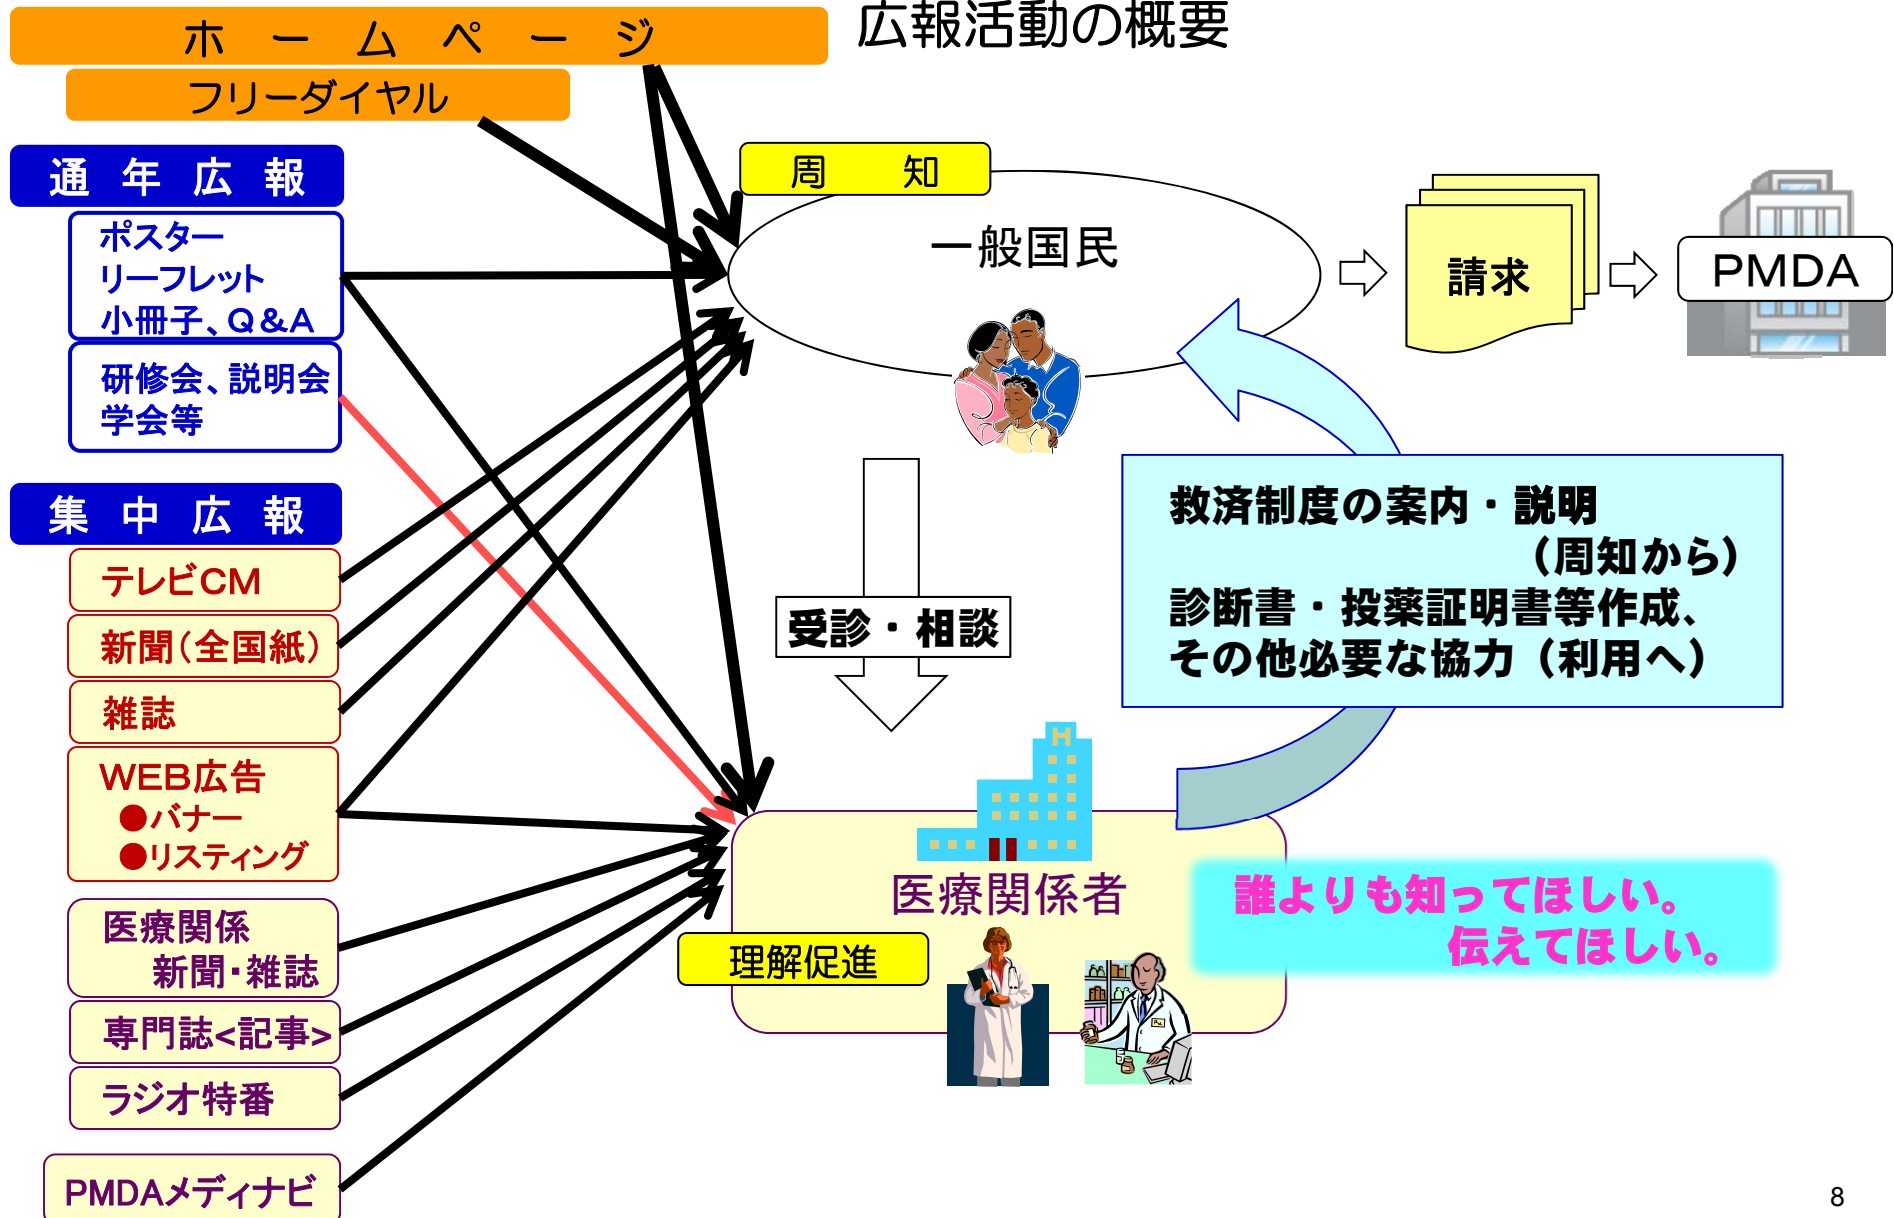 広報活動の概要
ホームページ
フリーダイヤル
通年広報
ポスター
リーフレット
小冊子、Q&A
研修会、説明会
学会等
集中広報
テレビCM
新聞(全国紙)
雑誌
WEB広告
●バナー
●リスティング
医療関係
新聞・雑誌
専門誌<記事>
ラジオ特番
PMDAメディナビ
周知
一般国民
請求
PMDA
受診・相談
救済制度の案内・説明
(周知から)
診断書・投薬証明書等作成、
その他必要な協力(利用へ)
H
医療関係者
理解促進
誰よりも知ってほしい。
伝えてほしい。
8